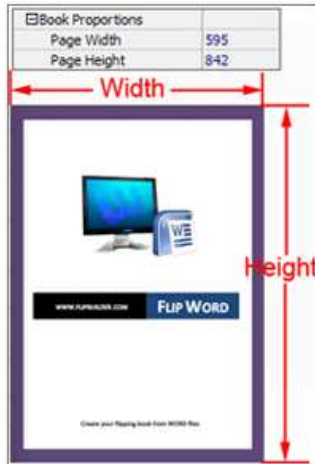 Book Proportions
Page Width 595
Page Height 842
Width
Height
WWW.FLIPBUILDER.COM FLIP WORD
Create your flipping book from WORD files